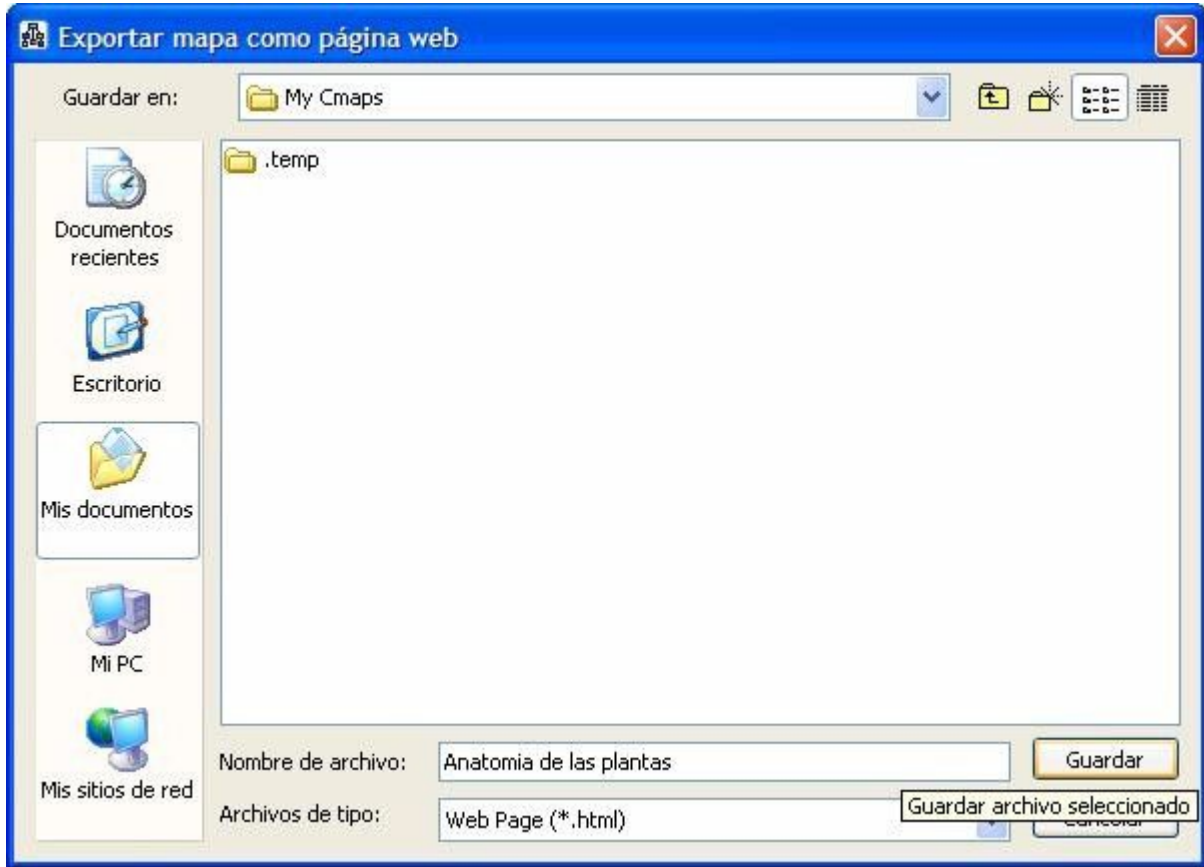 Exportar mapa como página web
Guardar en:
My Cmaps
.temp
Documentos
recientes
Escritorio
Mis documentos
Mi PC
Mis sitios de red
Nombre de archivo:
Anatomia de las plantas
Guardar
Archivos de tipo:
Web Page (*.html)
Guardar archivo seleccionado